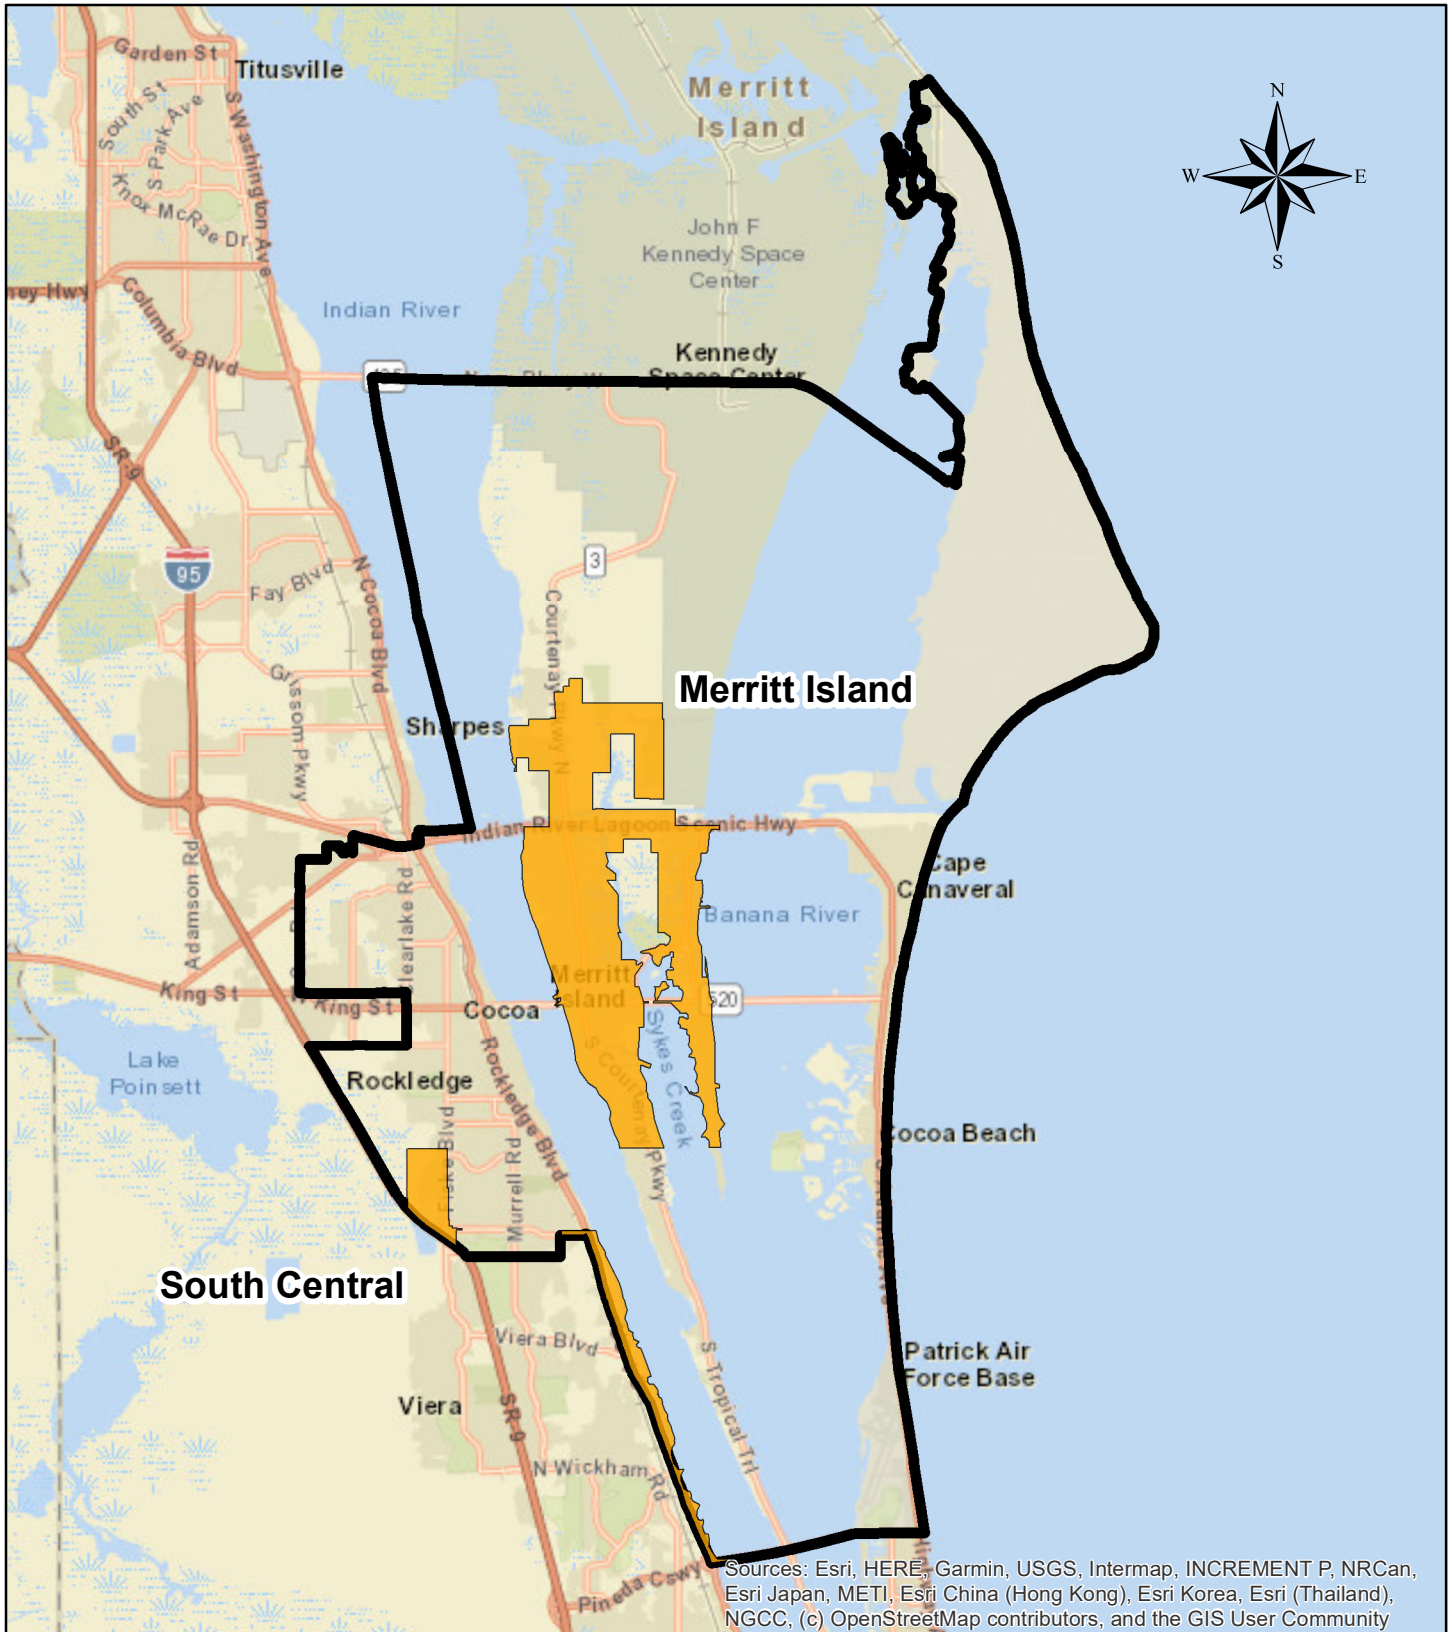 Garden St
Titusville
South St
S Park Ave
S Washington Ave
Knox McRae Dr
Merritt
Island
N
W
E
S
John F
Kennedy Space
Center
Indian River
Columbia Blvd
Kennedy
Space Center
SR-9
95
Fay Blvd
N Cocoa Blvd
3
Courtenay Pkwy N
Grissom Pkwy
Merritt Island
Sharpes
Indian River Lagoon Scenic Hwy
Adamson Rd
Clearlake Rd
Cape
Canaveral
Banana River
King St
W King St
Merritt
Island
520
Cocoa
Lake
Poinsett
Rockledge
Rockledge Blvd
S Courtenay Pkwy
Sykes Creek
Cocoa Beach
Fiske Blvd
Murrell Rd
South Central
Viera Blvd
Viera
SR-9
N Wickham Rd
S Tropical Trl
Patrick Air
Force Base
Pineda Cswy
Sources: Esri, HERE, Garmin, USGS, Intermap, INCREMENT P, NRCan,
Esri Japan, METI, Esri China (Hong Kong), Esri Korea, Esri (Thailand),
NGCC, (c) OpenStreetMap contributors, and the GIS User Community